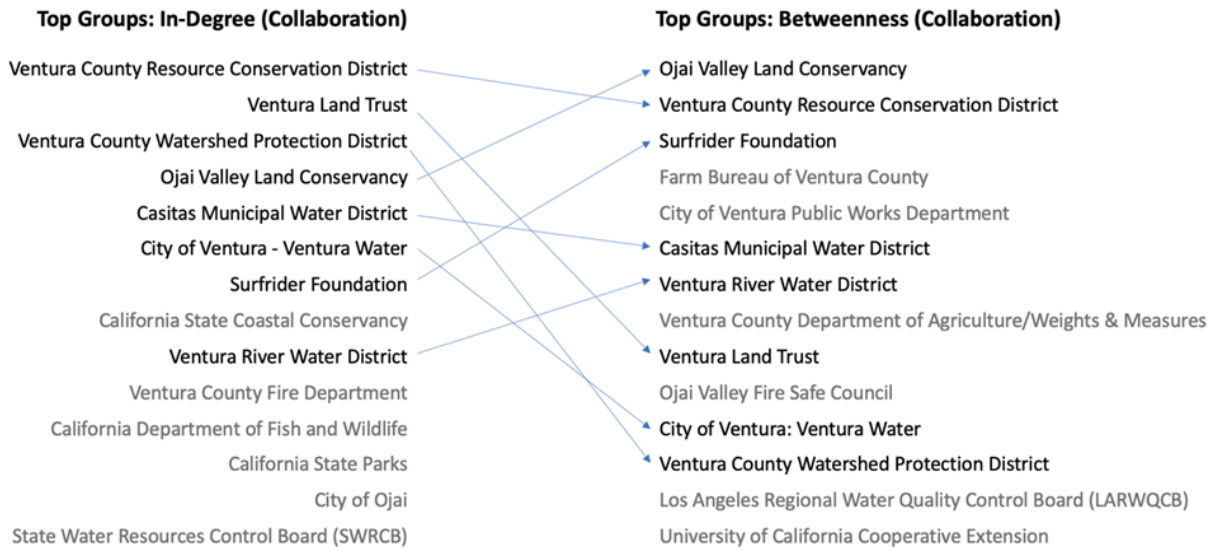 Top Groups: In-Degree (Collaboration)
Ventura County Resource Conservation District
Ventura Land Trust
Ventura County Watershed Protection District
Ojai Valley Land Conservancy
Casitas Municipal Water District
City of Ventura - Ventura Water
Surfrider Foundation
California State Coastal Conservancy
Ventura River Water District
Ventura County Fire Department
California Department of Fish and Wildlife
California State Parks
City of Ojai
State Water Resources Control Board (SWRCB)
Top Groups: Betweenness (Collaboration)
Ojai Valley Land Conservancy
Ventura County Resource Conservation District
Surfrider Foundation
Farm Bureau of Ventura County
City of Ventura Public Works Department
Casitas Municipal Water District
Ventura River Water District
Ventura County Department of Agriculture/Weights & Measures
Ventura Land Trust
Ojai Valley Fire Safe Council
City of Ventura: Ventura Water
Ventura County Watershed Protection District
Los Angeles Regional Water Quality Control Board (LARWQCB)
University of California Cooperative Extension